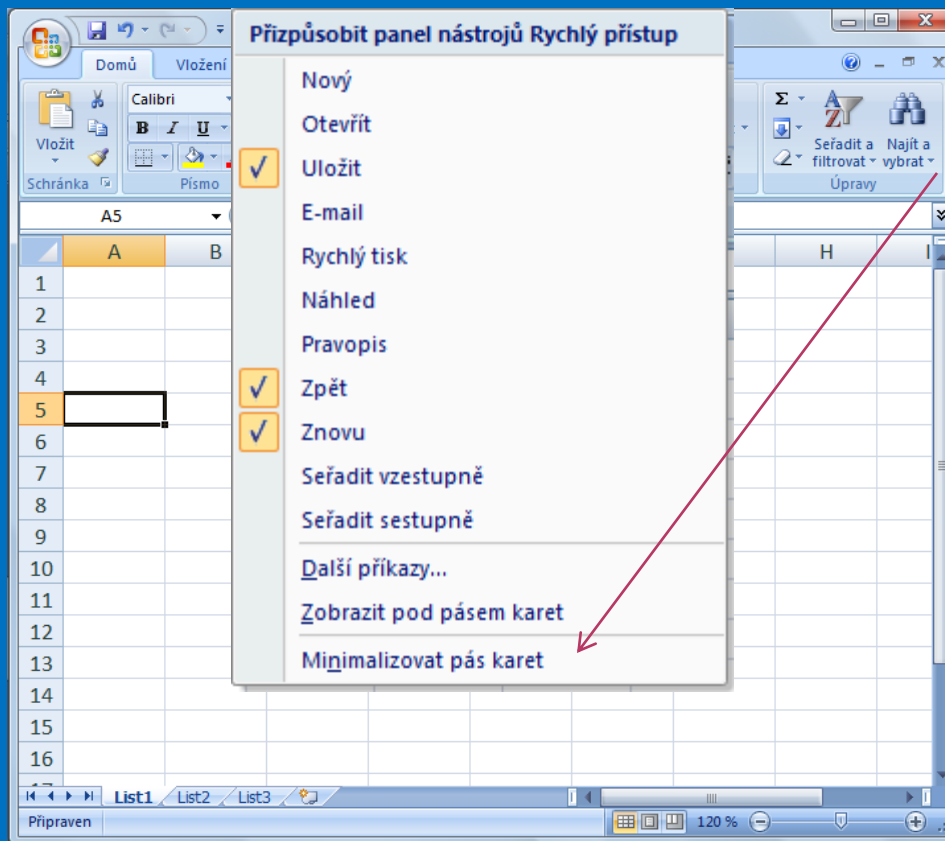 Přizpůsobit panel nástrojů Rychlý přístup
Domů Vložení
Vložit
Calibri
B I U
Schránka Písmo
Σ
Seřadit a filtrovat
Najít a vybrat
Úpravy
A5
Nový
Otevřít
Uložit
E-mail
Rychlý tisk
Náhled
Pravopis
Zpět
Znovu
Seřadit vzestupně
Seřadit sestupně
Další příkazy...
Zobrazit pod pásem karet
Minimalizovat pás karet
A B H I
1
2
3
4
5
6
7
8
9
10
11
12
13
14
15
16
List1 List2 List3
Připraven 120 %